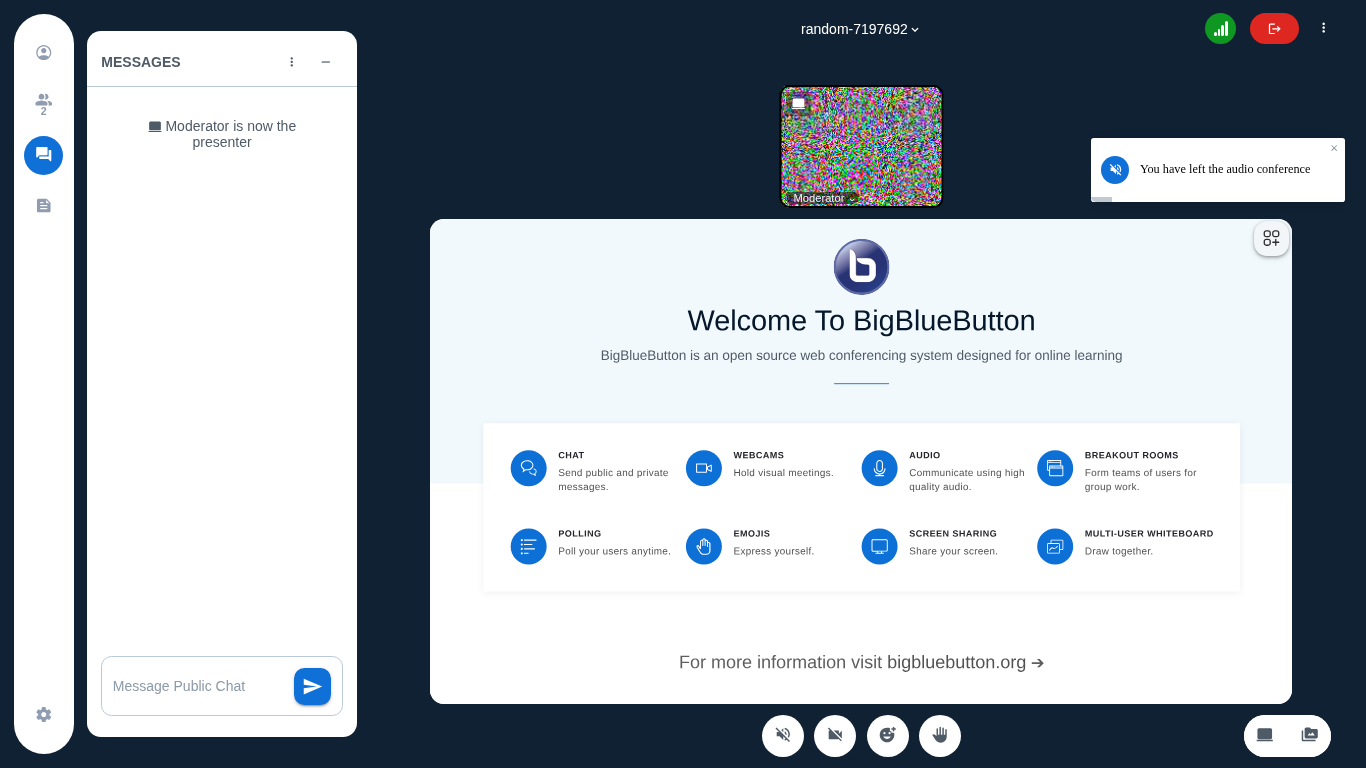 random-7197692
MESSAGES
2
Moderator is now the
presenter
Moderator
You have left the audio conference
Welcome To BigBlueButton
BigBlueButton is an open source web conferencing system designed for online learning
CHAT
Send public and private
messages.
WEBCAMS
Hold visual meetings.
AUDIO
Communicate using high
quality audio.
BREAKOUT ROOMS
Form teams of users for
group work.
POLLING
Poll your users anytime.
EMOJIS
Express yourself.
SCREEN SHARING
Share your screen.
MULTI-USER WHITEBOARD
Draw together.
For more information visit bigbluebutton.org ➔
Message Public Chat